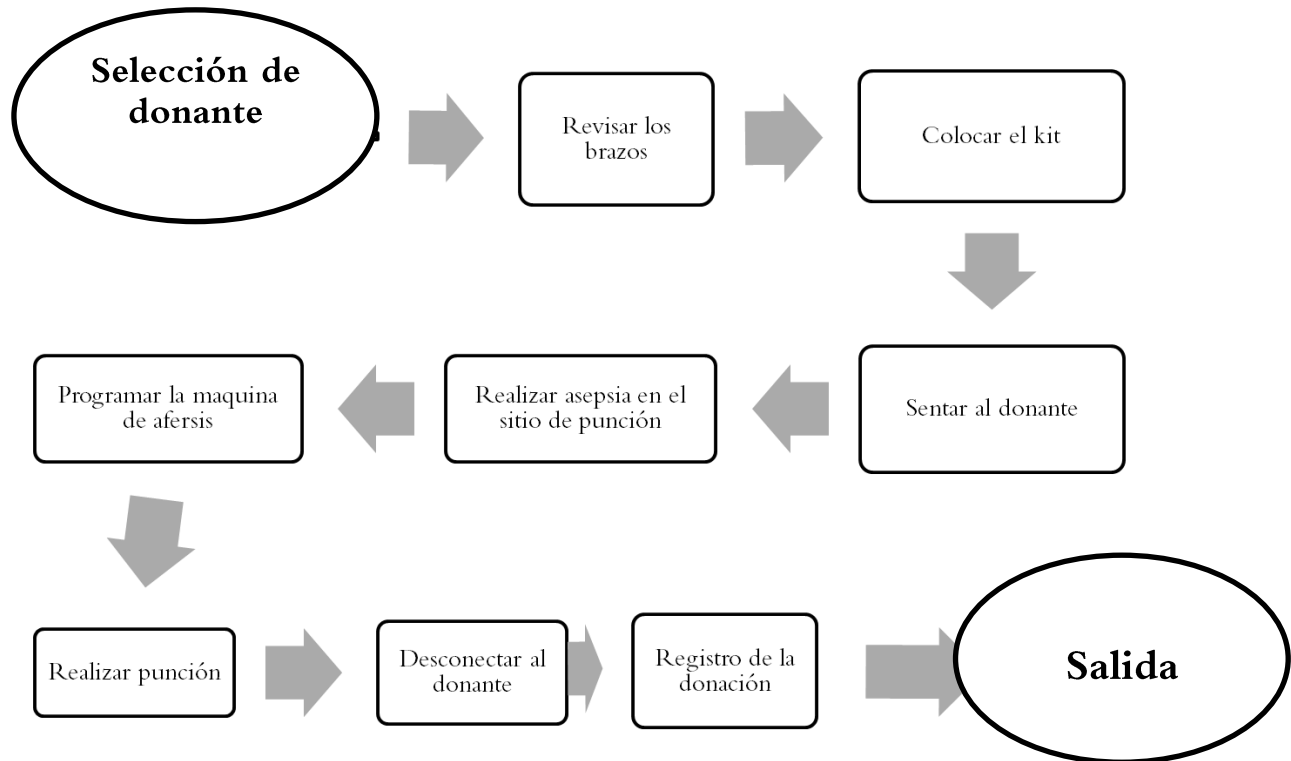 Selección de
donante
Revisar los
brazos
Colocar el kit
Sentar al donante
Realizar asepsia en el
sitio de punción
Programar la maquina
de afersis
Realizar punción
Desconectar al
donante
Registro de la
donación
Salida